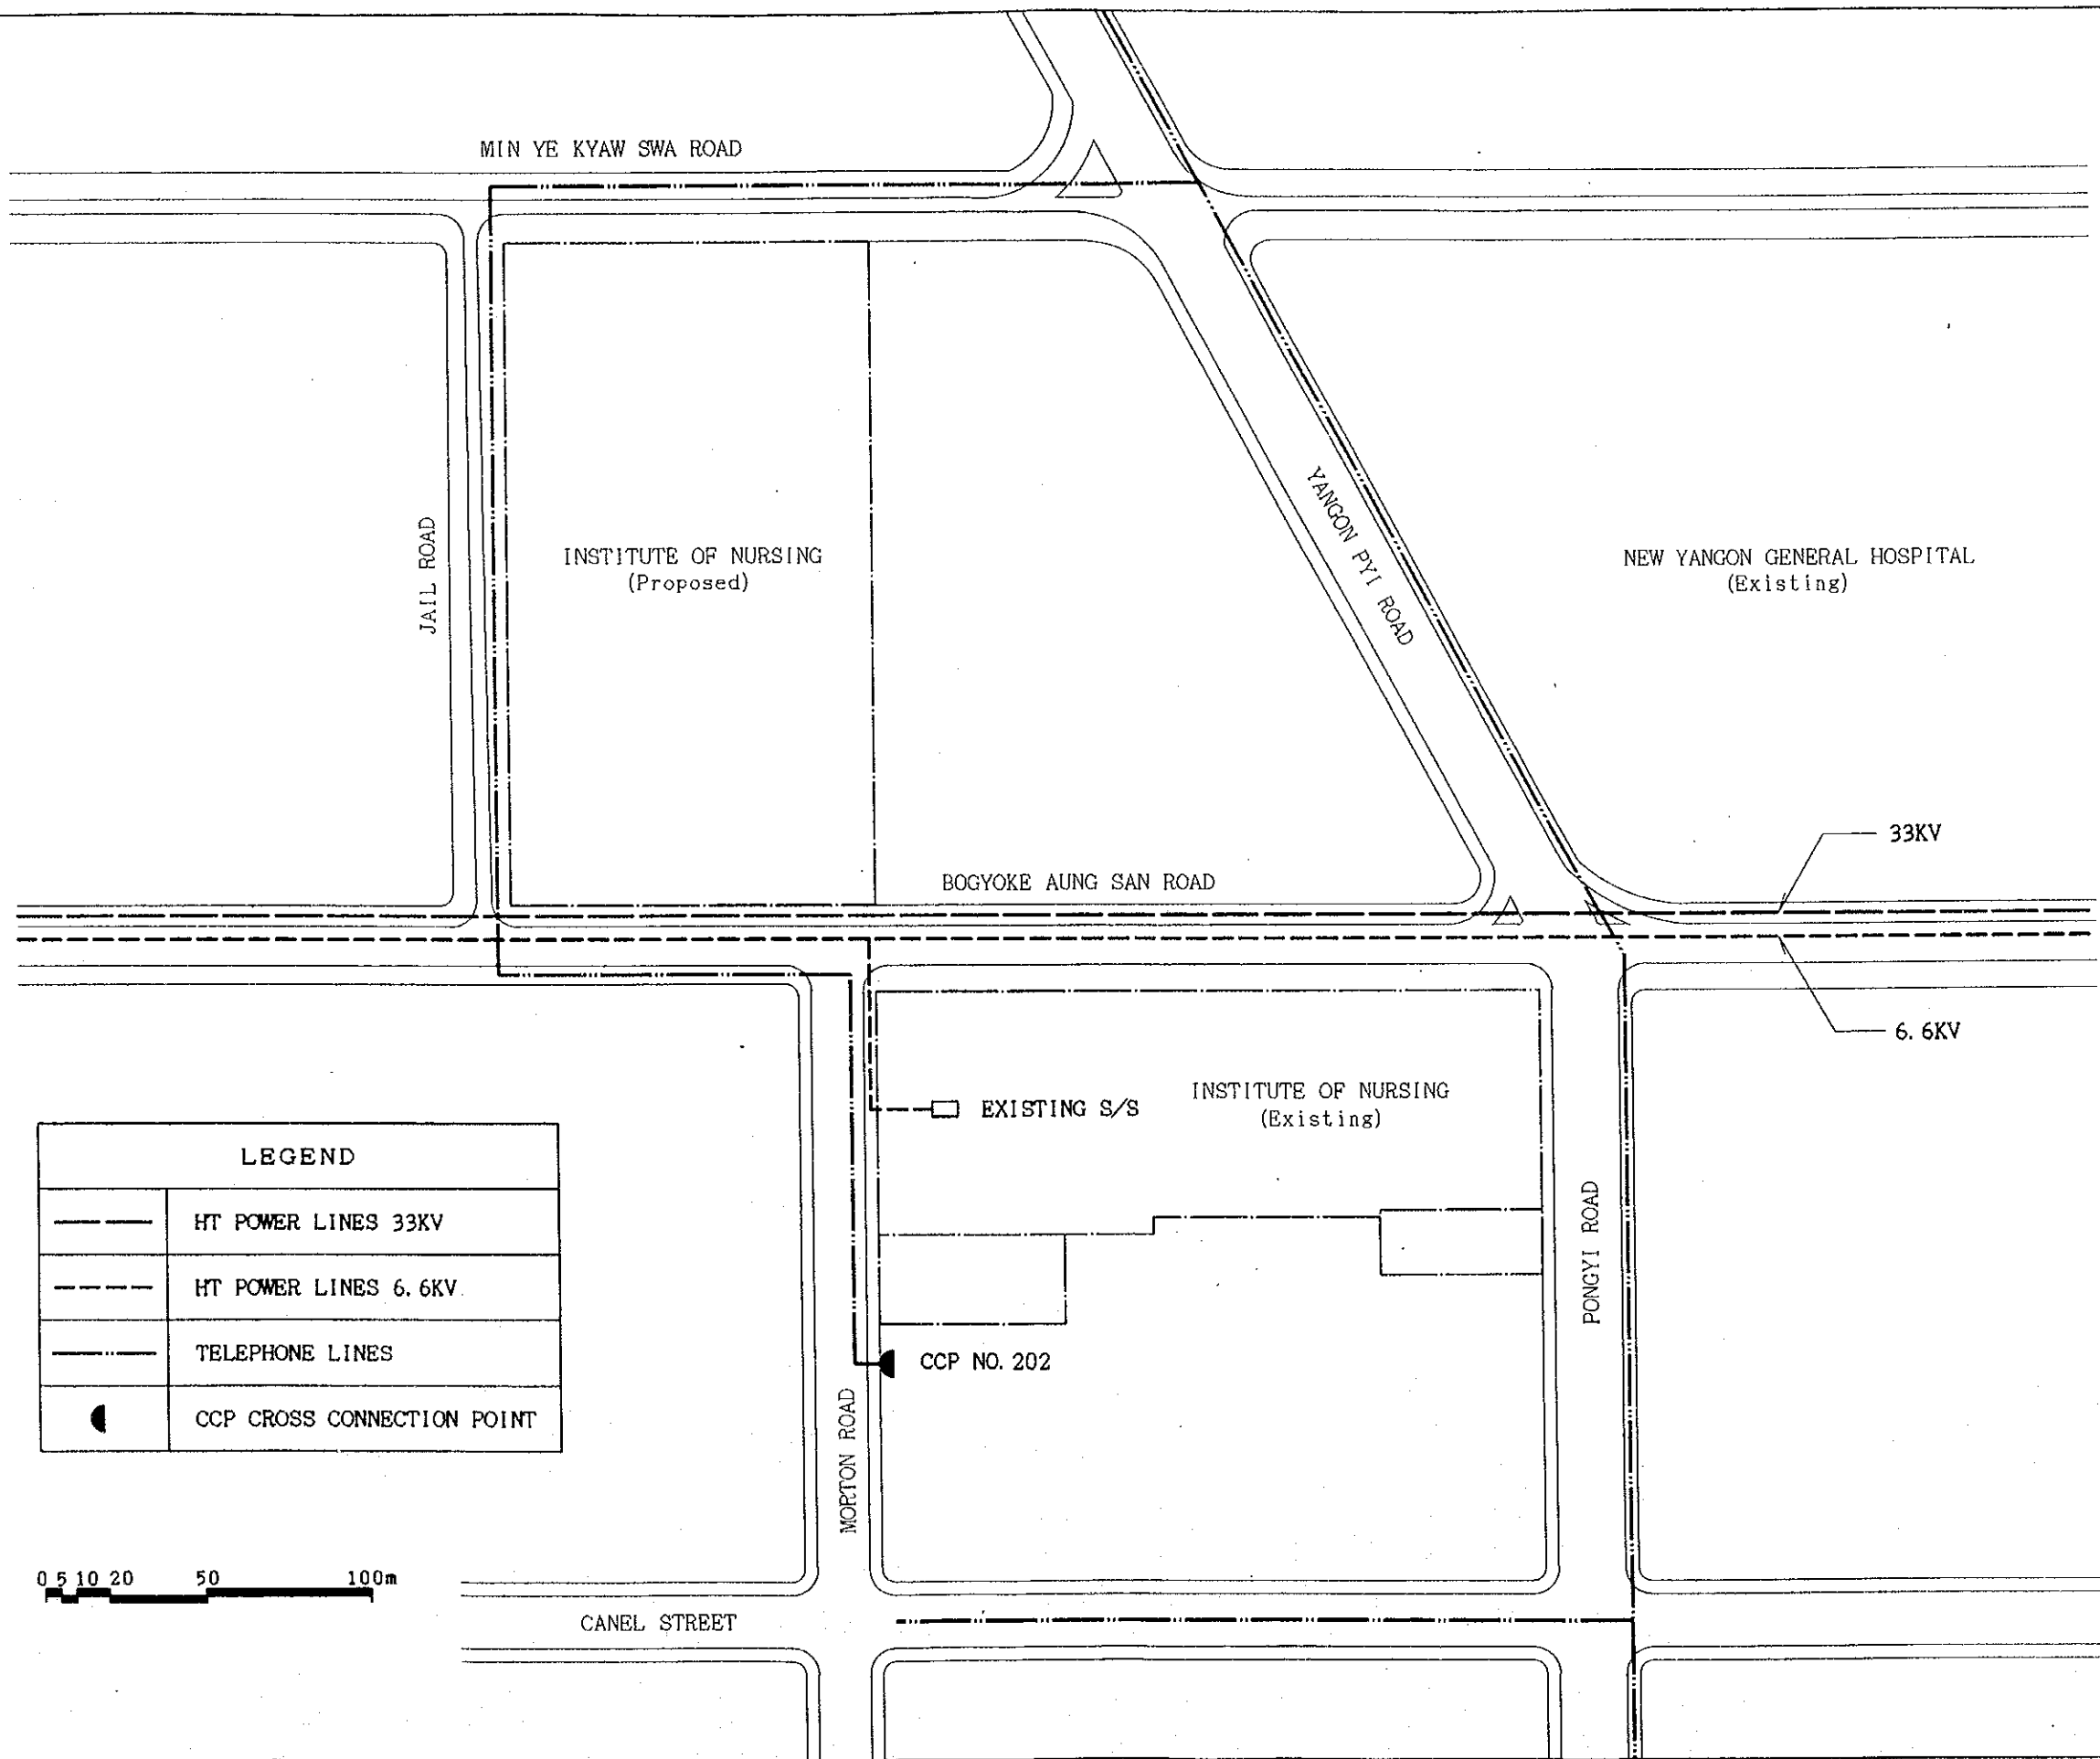 MIN YE KYAW SWA ROAD
JAIL ROAD
INSTITUTE OF NURSING
(Proposed)
YANGON PYI ROAD
NEW YANGON GENERAL HOSPITAL
(Existing)
33KV
BOGYOKE AUNG SAN ROAD
6.6KV
EXISTING S/S
INSTITUTE OF NURSING
(Existing)
LEGEND
HT POWER LINES 33KV
HT POWER LINES 6.6KV
TELEPHONE LINES
CCP CROSS CONNECTION POINT
PONGYI ROAD
CCP NO. 202
MORTON ROAD
0 5 10 20 50 100m
CANEL STREET